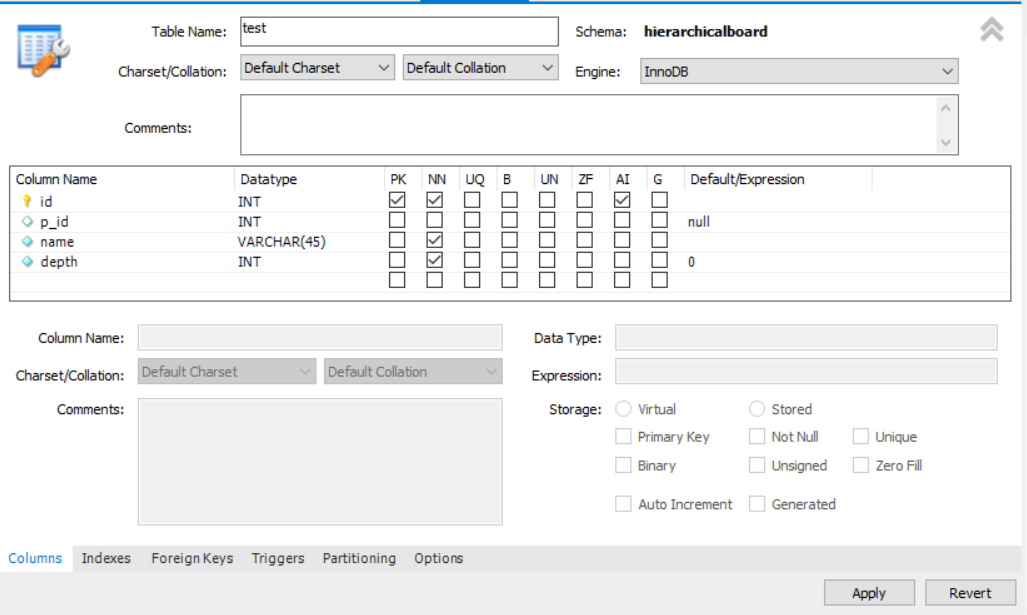 Table Name: test Schema: hierarchicalboard
Charset/Collation: Default Charset Default Collation Engine: InnoDB
Comments:
Column Name Datatype PK NN UQ B UN ZF AI G Default/Expression
id INT
p_id INT null
name VARCHAR(45)
depth INT 0
Column Name: Data Type:
Charset/Collation: Default Charset Default Collation Expression:
Comments: Storage: Virtual Stored
Primary Key Not Null Unique
Binary Unsigned Zero Fill
Auto Increment Generated
Columns Indexes Foreign Keys Triggers Partitioning Options
Apply Revert